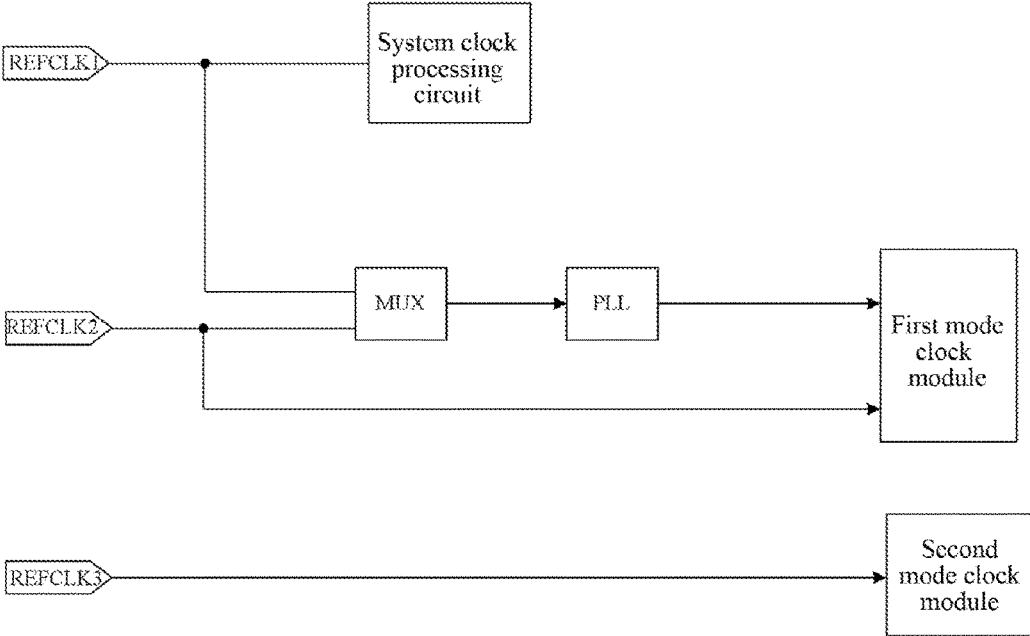 REFCLK1
System clock
processing
circuit
MUX
PLL
REFCLK2
First mode
clock
module
REFCLK3
Second
mode clock
module